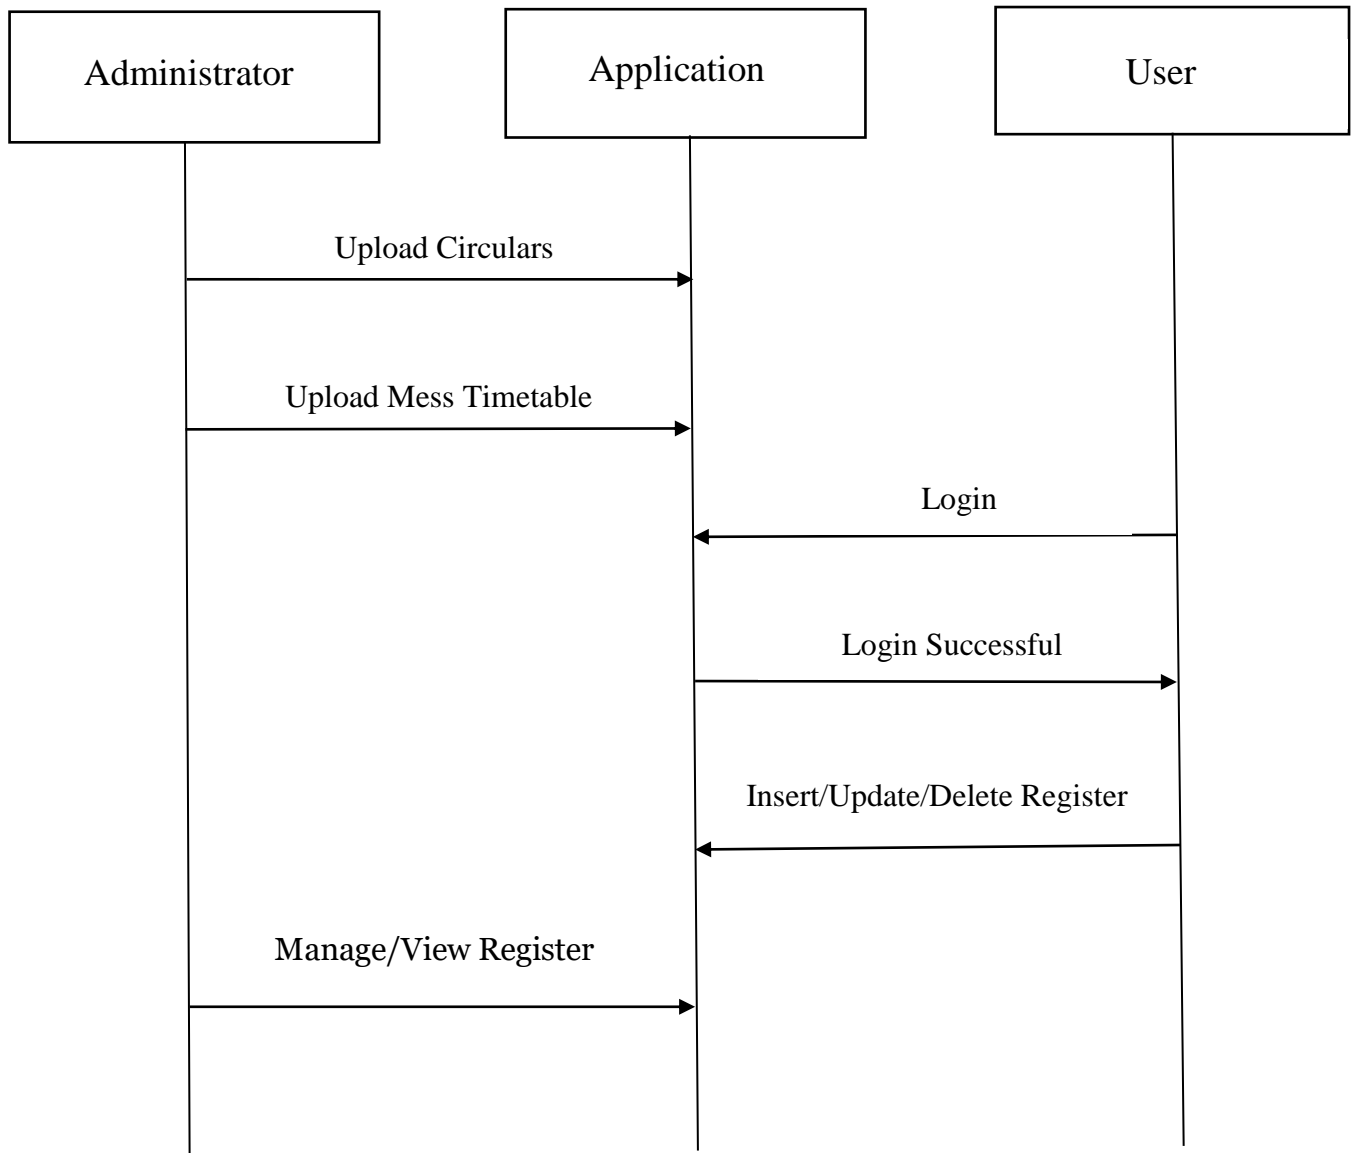 Administrator
Application
User
Upload Circulars
Upload Mess Timetable
Login
Login Successful
Insert/Update/Delete Register
Manage/View Register